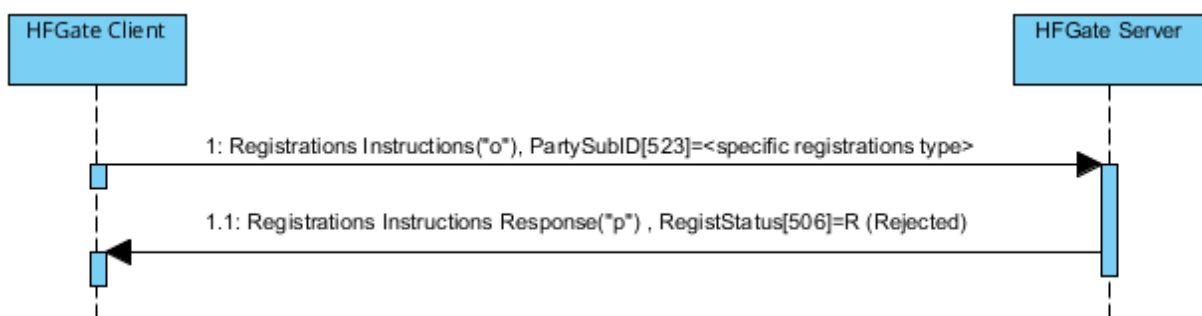 HFGate Client
HFGate Server
1: Registrations Instructions("o"), PartySubID[523]=<specific registrations type>
1.1: Registrations Instructions Response("p") , RegistStatus[506]=R (Rejected)